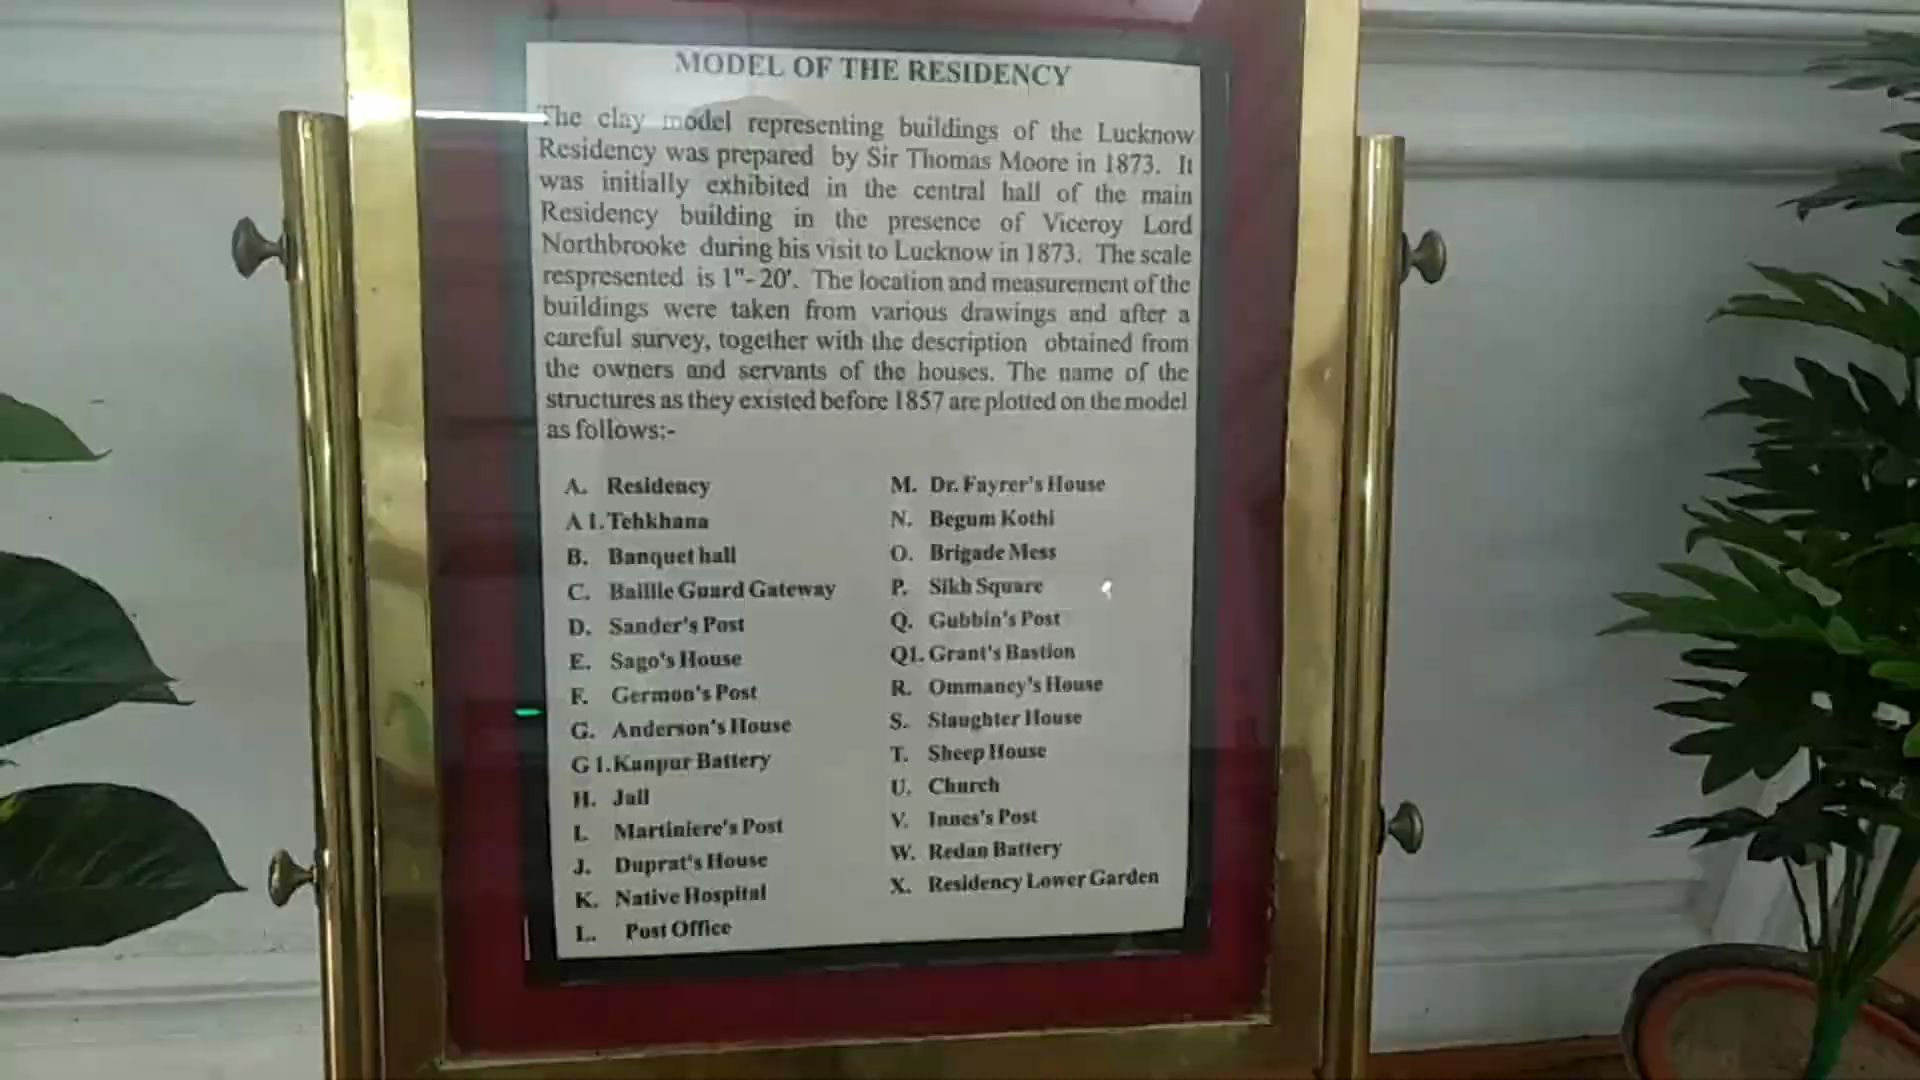 MODEL OF THE RESIDENCY
The clay model representing buildings of the Lucknow
Residency was prepared by Sir Thomas Moore in 1873. It
was initially exhibited in the central hall of the main
Residency building in the presence of Viceroy Lord
Northbrooke during his visit to Lucknow in 1873. The scale
respresented is 1"-20'. The location and measurement of the
buildings were taken from various drawings and after a
careful survey, together with the description obtained from
the owners and servants of the houses. The name of the
structures as they existed before 1857 are plotted on the model
as follows:-
A. Residency
A1. Tehkhana
B. Banquet hall
C. Baillie Guard Gateway
D. Sander's Post
E. Sago's House
F. Germon's Post
G. Anderson's House
G1. Kanpur Battery
H. Jail
I. Martiniere's Post
J. Duprat's House
K. Native Hospital
L. Post Office
M. Dr. Fayrer's House
N. Begum Kothi
O. Brigade Mess
P. Sikh Square
Q. Gubbin's Post
Q1. Grant's Bastion
R. Ommaney's House
S. Slaughter House
T. Sheep House
U. Church
V. Innes's Post
W. Redan Battery
X. Residency Lower Garden